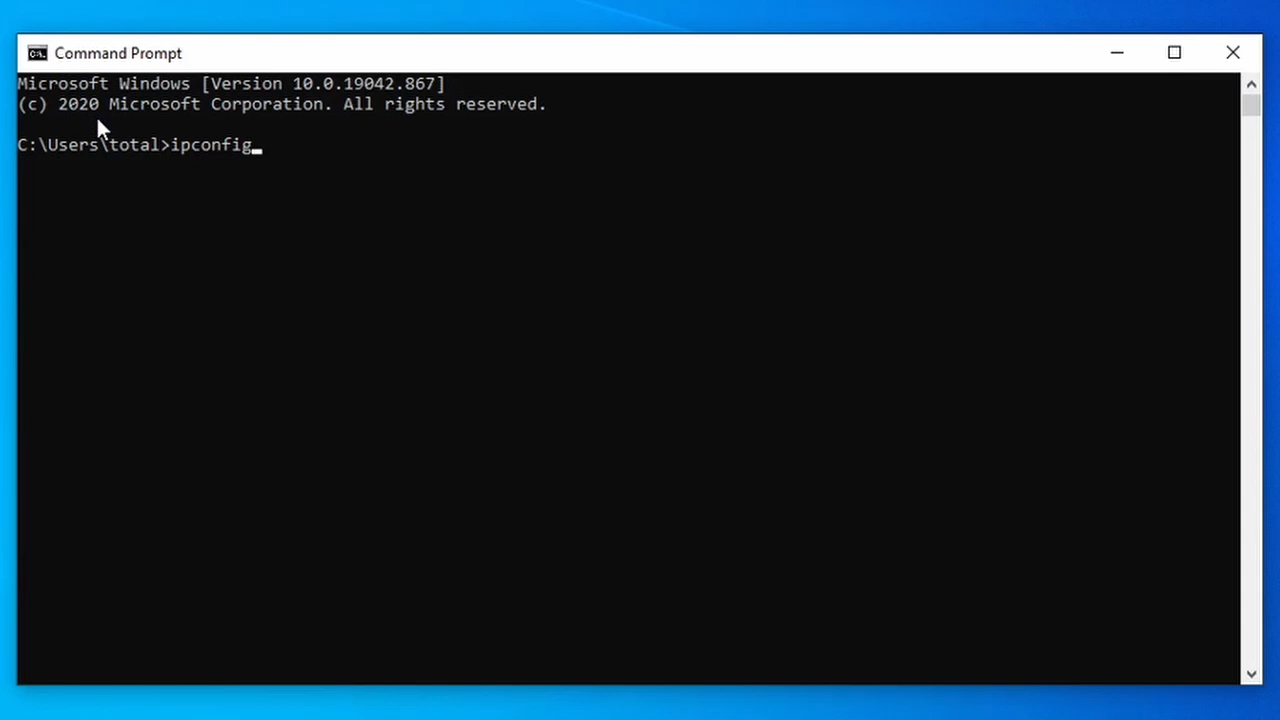 Command Prompt
Microsoft Windows [Version 10.0.19042.867]
(c) 2020 Microsoft Corporation. All rights reserved.
C:\Users\total>ipconfig